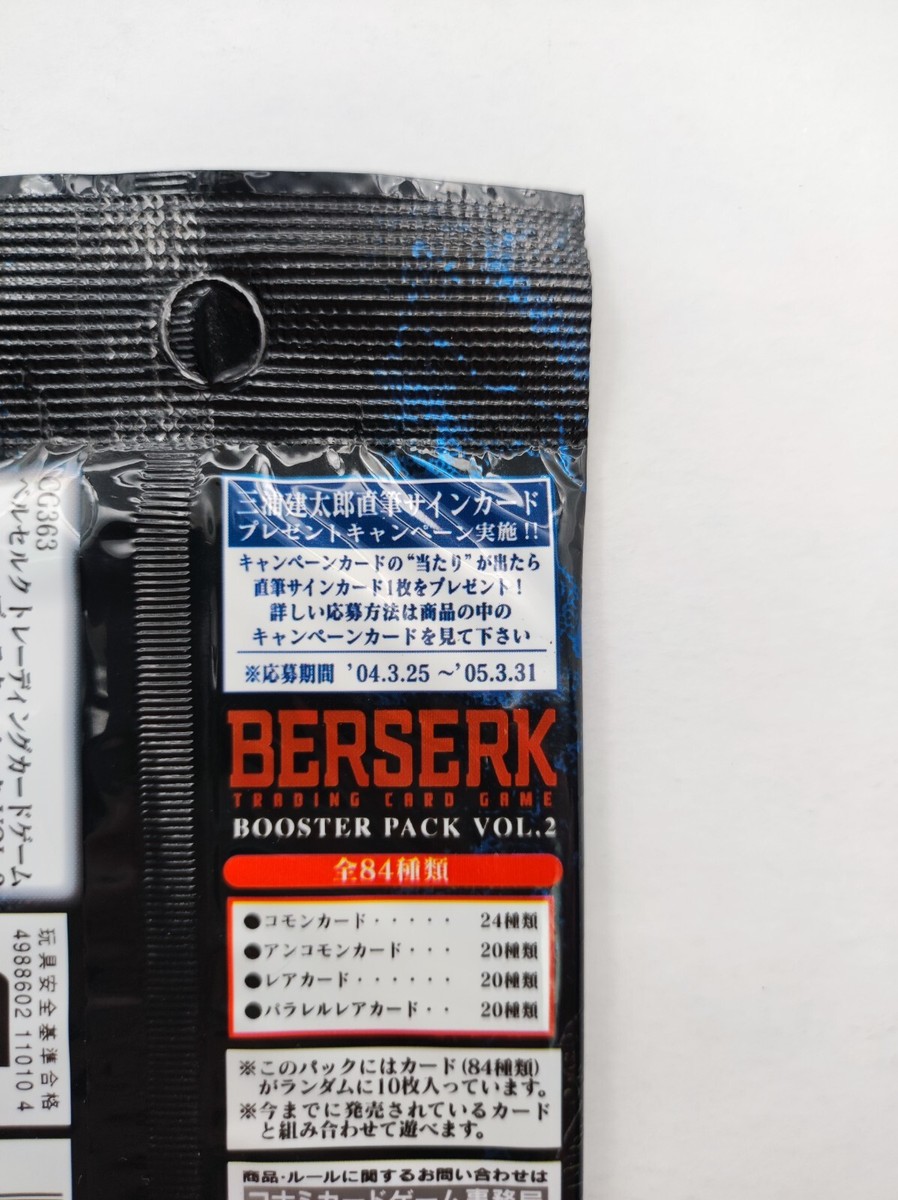 三浦建太郎直筆サインカード
プレゼントキャンペーン実施!!
キャンペーンカードの“当たり”が出たら
直筆サインカード1枚をプレゼント!
詳しい応募方法は商品の中の
キャンペーンカードを見て下さい
※応募期間 '04.3.25 ～'05.3.31
BERSERK
TRADING CARD GAME
BOOSTER PACK VOL.2
全84種類
●コモンカード・・・・・ 24種類
●アンコモンカード・・・ 20種類
●レアカード・・・・・・ 20種類
●パラレルレアカード・・ 20種類
※このパックにはカード(84種類)
がランダムに10枚入っています。
※今までに発売されているカード
と組み合わせて遊べます。
商品・ルールに関するお問い合わせは
コナミカードゲーム事務局
CG363
ベルセルク トレーディングカードゲーム
玩具安全基準合格
4988602 11010 4